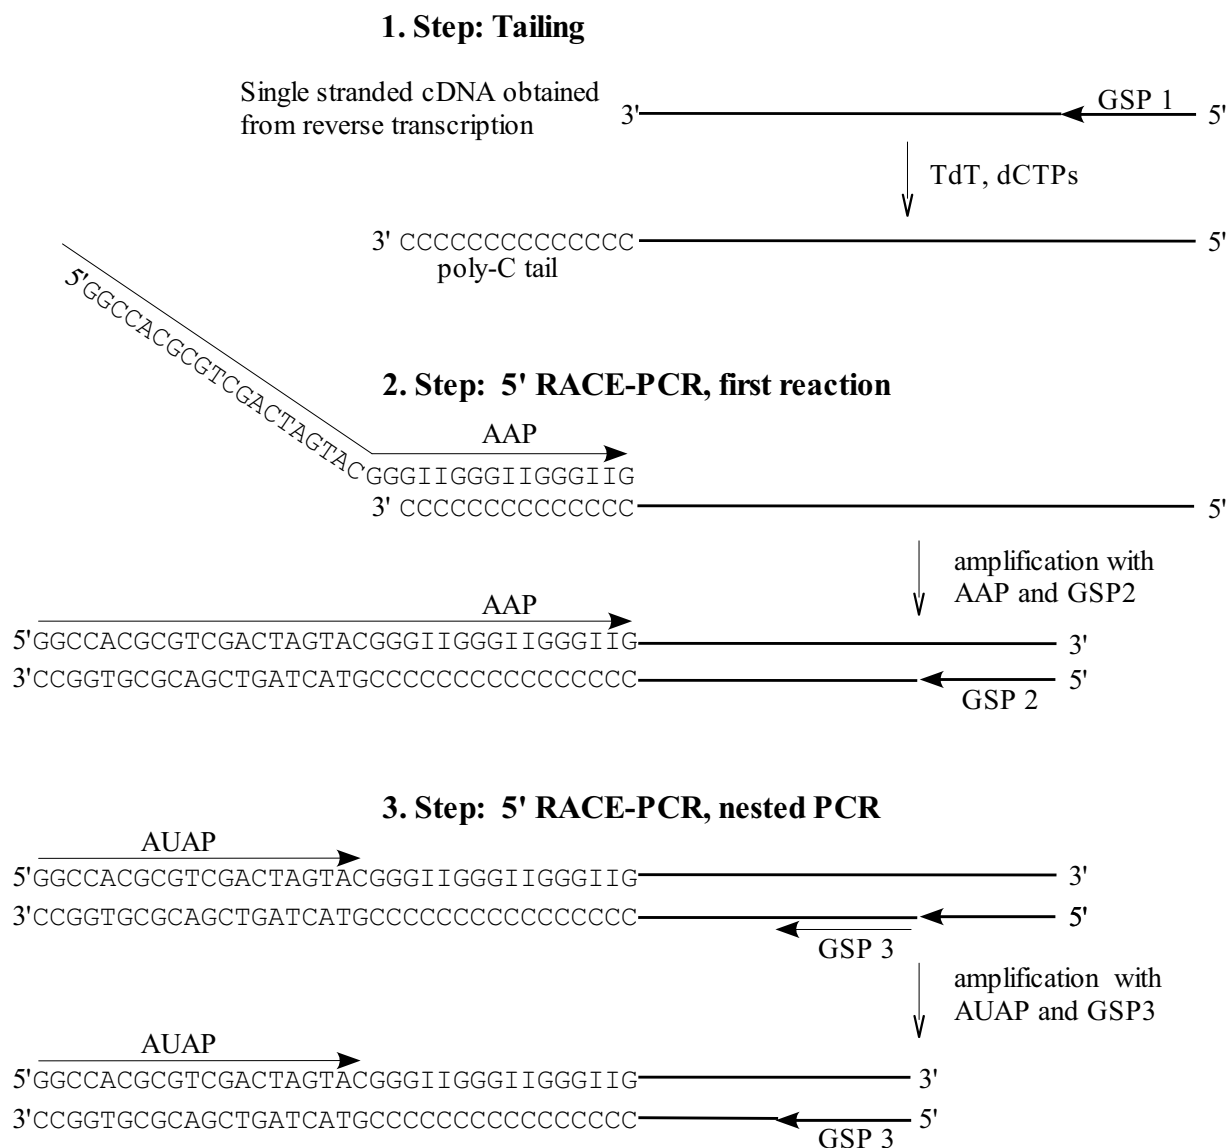 1. Step: Tailing
Single stranded cDNA obtained
from reverse transcription
3'
GSP 1
5'
TdT, dCTPs
3' CCCCCCCCCCCCCCC
5'
poly-C tail
5'GGCCACGCGTCGACTAGTAC
2. Step: 5' RACE-PCR, first reaction
AAP
GGGIIGGGIIGGGIIG
3' CCCCCCCCCCCCCCC
5'
amplification with
AAP and GSP2
AAP
5'GGCCACGCGTCGACTAGTACGGGIIGGGIIGGGIIG
3'
3'CCGGTGCGCAGCTGATCATGCCCCCCCCCCCCCCCC
5'
GSP 2
3. Step: 5' RACE-PCR, nested PCR
AUAP
5'GGCCACGCGTCGACTAGTACGGGIIGGGIIGGGIIG
3'
3'CCGGTGCGCAGCTGATCATGCCCCCCCCCCCCCCCC
5'
GSP 3
amplification with
AUAP and GSP3
AUAP
5'GGCCACGCGTCGACTAGTACGGGIIGGGIIGGGIIG
3'
3'CCGGTGCGCAGCTGATCATGCCCCCCCCCCCCCCCC
5'
GSP 3